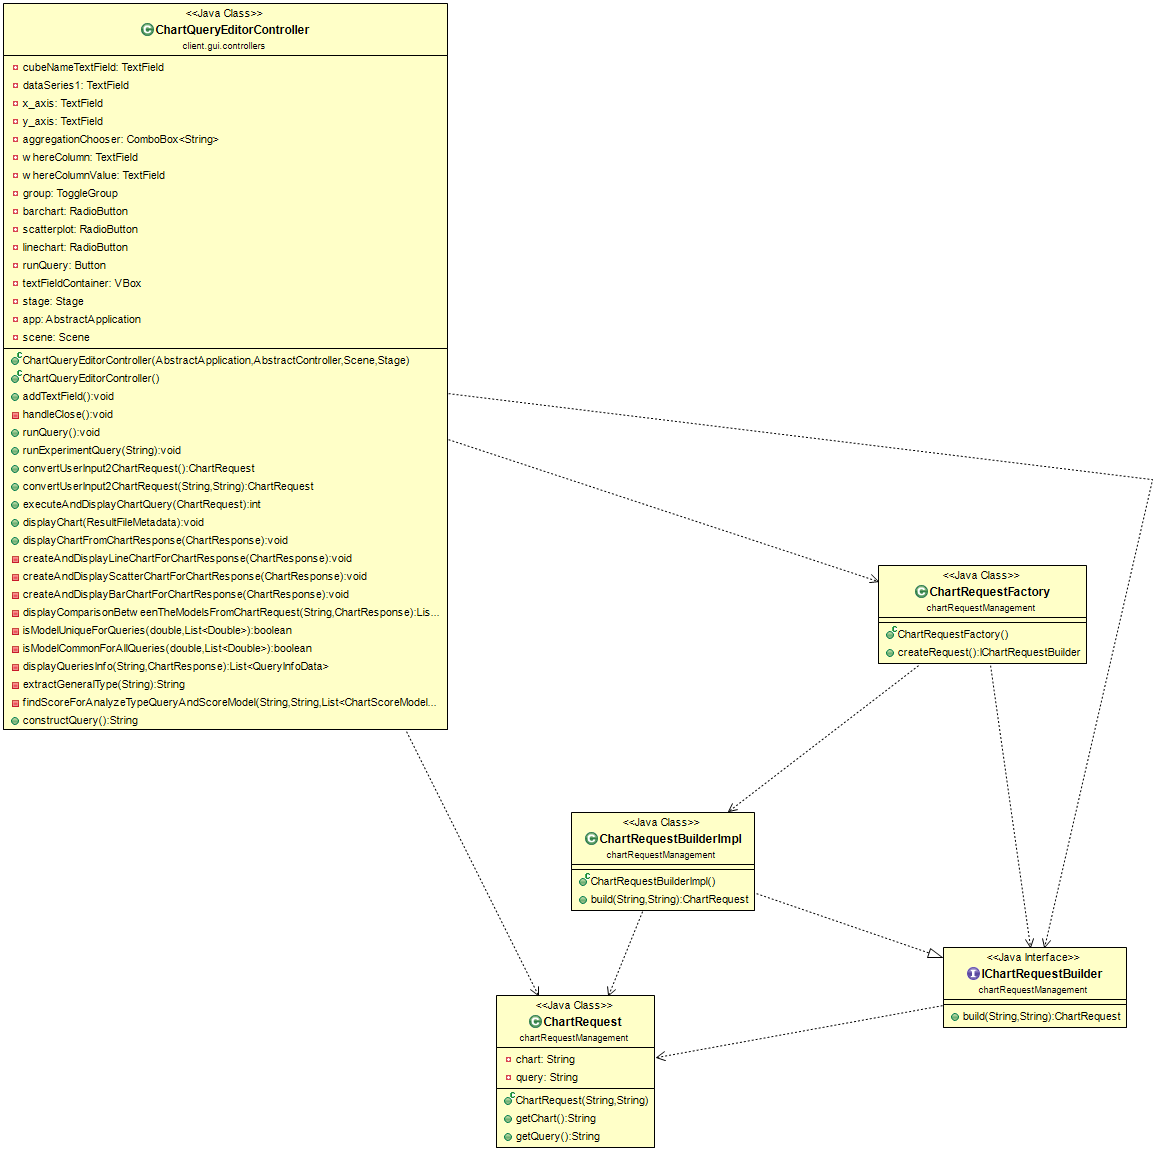 <<Java Class>>
ChartQueryEditorController
client.gui.controllers
cubeNameTextField: TextField
dataSeries1: TextField
x_axis: TextField
y_axis: TextField
aggregationChooser: ComboBox<String>
whereColumn: TextField
whereColumnValue: TextField
group: ToggleGroup
barchart: RadioButton
scatterplot: RadioButton
linechart: RadioButton
runQuery: Button
textFieldContainer: VBox
stage: Stage
app: AbstractApplication
scene: Scene
ChartQueryEditorController(AbstractApplication,AbstractController,Scene,Stage)
ChartQueryEditorController()
addTextField():void
handleClose():void
runQuery():void
runExperimentQuery(String):void
convertUserInput2ChartRequest():ChartRequest
convertUserInput2ChartRequest(String,String):ChartRequest
executeAndDisplayChartQuery(ChartRequest):int
displayChart(ResultFileMetadata):void
displayChartFromChartResponse(ChartResponse):void
createAndDisplayLineChartForChartResponse(ChartResponse):void
createAndDisplayScatterChartForChartResponse(ChartResponse):void
createAndDisplayBarChartForChartResponse(ChartResponse):void
displayComparisonBetweenTheModelsFromChartRequest(String,ChartResponse):Lis...
isModelUniqueForQueries(double,List<Double>):boolean
isModelCommonForAllQueries(double,List<Double>):boolean
displayQueriesInfo(String,ChartResponse):List<QueryInfoData>
extractGeneralType(String):String
findScoreForAnalyzeTypeQueryAndScoreModel(String,String,List<ChartScoreModel...
constructQuery():String
<<Java Class>>
ChartRequestFactory
chartRequestManagement
ChartRequestFactory()
createRequest():IChartRequestBuilder
<<Java Class>>
ChartRequestBuilderImpl
chartRequestManagement
ChartRequestBuilderImpl()
build(String,String):ChartRequest
<<Java Interface>>
IChartRequestBuilder
chartRequestManagement
build(String,String):ChartRequest
<<Java Class>>
ChartRequest
chartRequestManagement
chart: String
query: String
ChartRequest(String,String)
getChart():String
getQuery():String